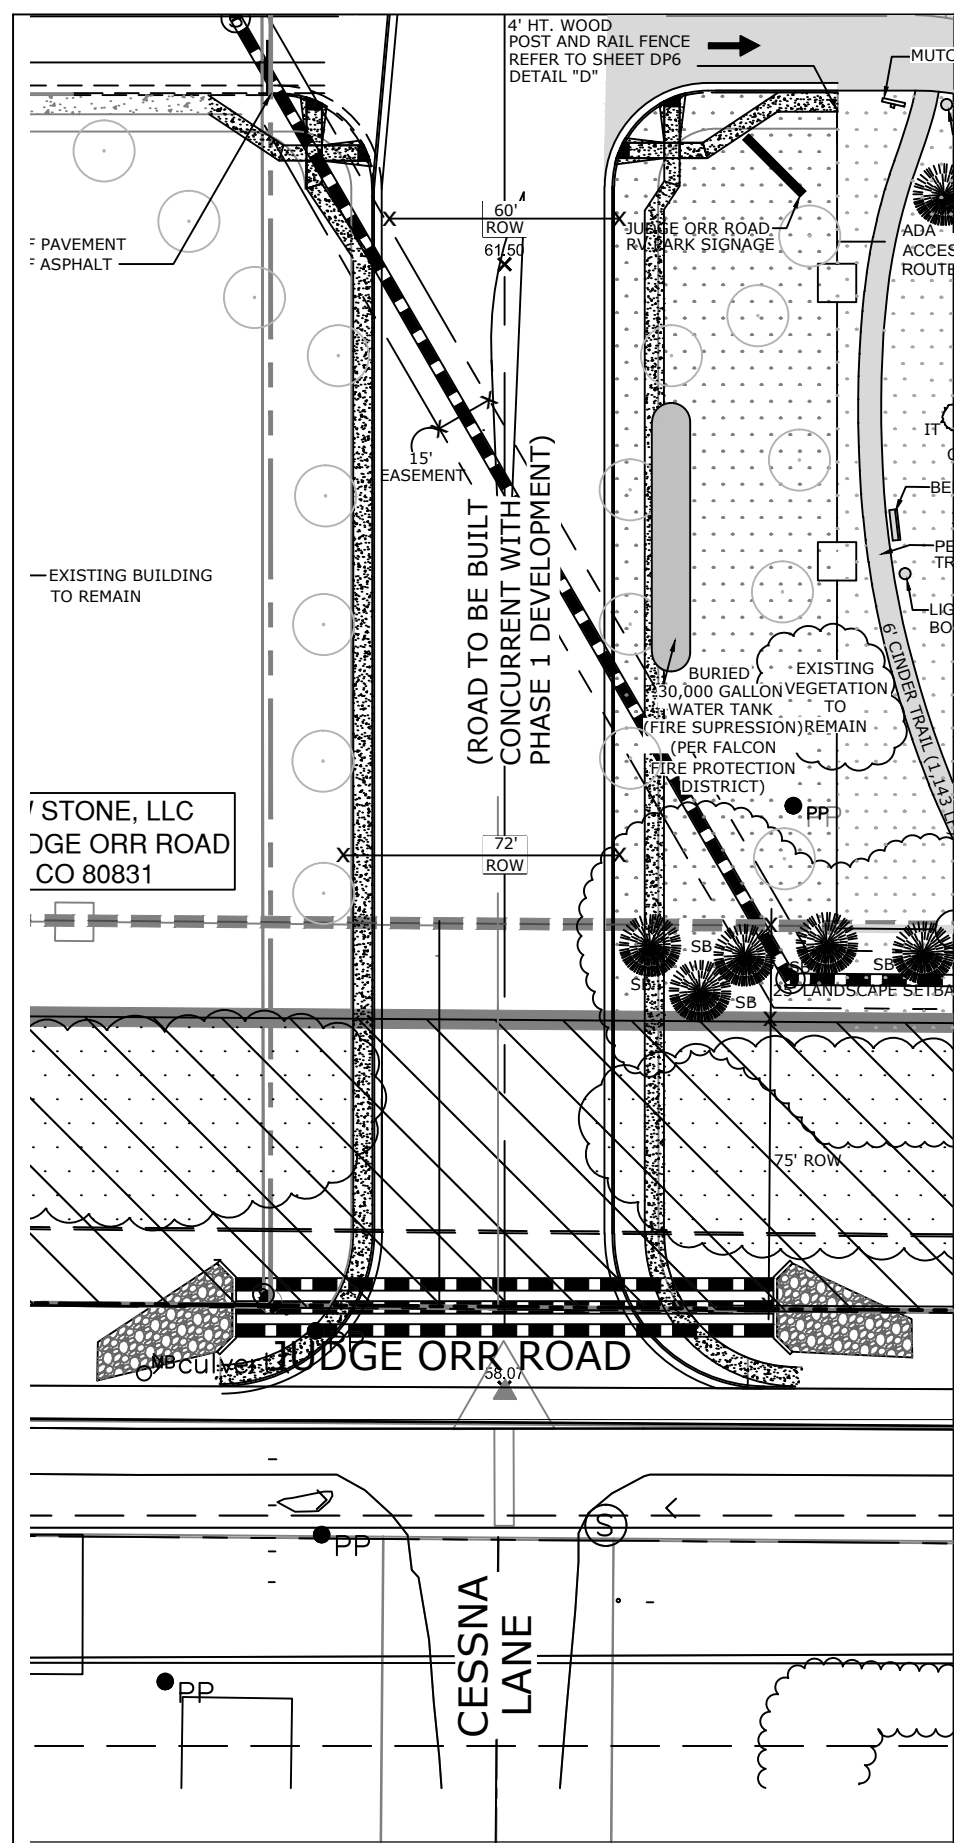 4' HT. WOOD
POST AND RAIL FENCE
REFER TO SHEET DP6
DETAIL "D"
60'
ROW
61.50
JUDGE ORR ROAD
RV PARK SIGNAGE
ADA
ROUTE
PAVEMENT
ASPHALT
15'
EASEMENT
(ROAD TO BE BUILT
CONCURRENT WITH
PHASE 1 DEVELOPMENT)
EXISTING BUILDING
TO REMAIN
6' CINDER TRAIL (1,143
BURIED
30,000 GALLON
WATER TANK
(FIRE SUPRESSION)
(PER FALCON
FIRE PROTECTION
DISTRICT)
EXISTING
VEGETATION
TO
REMAIN
PP
STONE, LLC
ORR ROAD
CO 80831
72'
ROW
SB
SB
SB
SB
SB
25' LANDSCAPE
75' ROW
PP
JUDGE ORR ROAD
MB
culvert
58.07
S
PP
CESSNA
LANE
PP